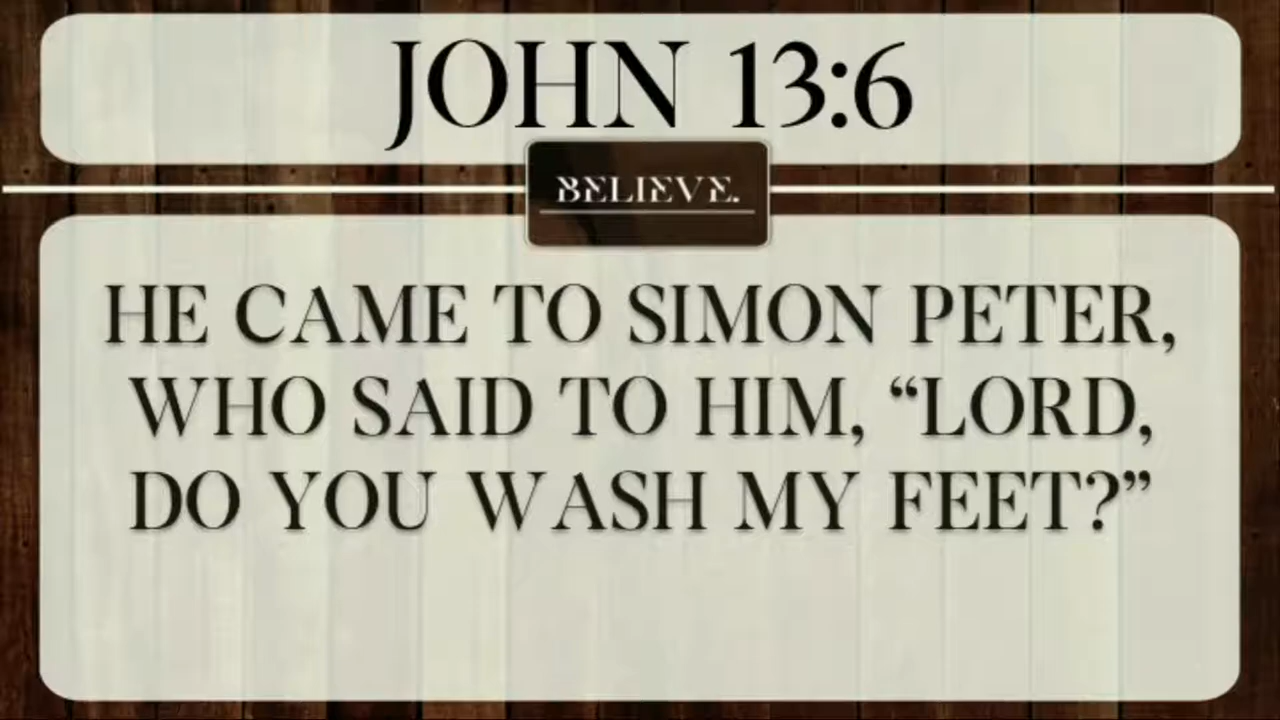 JOHN 13:6
BELIEVE.
HE CAME TO SIMON PETER,
WHO SAID TO HIM, “LORD,
DO YOU WASH MY FEET?”